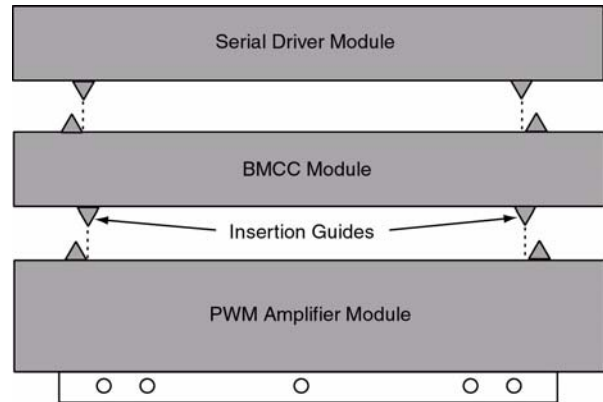 Serial Driver Module
BMCC Module
Insertion Guides
PWM Amplifier Module